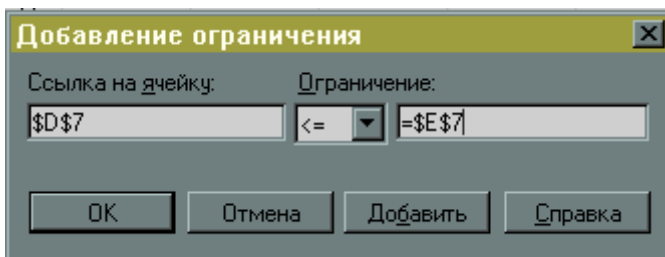 Добавление ограничения
Ссылка на ячейку: Ограничение:
$D$7 <= =$E$7
OK Отмена Добавить Справка